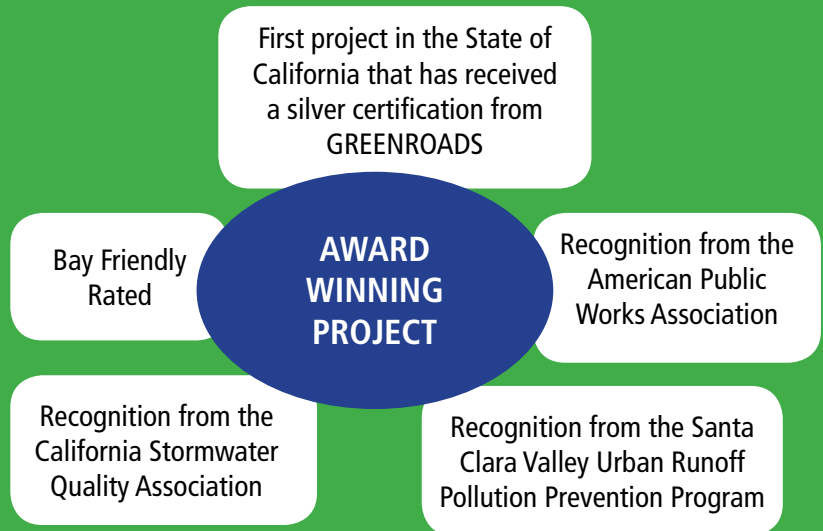 First project in the State of
California that has received
a silver certification from
GREENROADS
Bay Friendly
Rated
AWARD
WINNING
PROJECT
Recognition from the
American Public
Works Association
Recognition from the
California Stormwater
Quality Association
Recognition from the Santa
Clara Valley Urban Runoff
Pollution Prevention Program